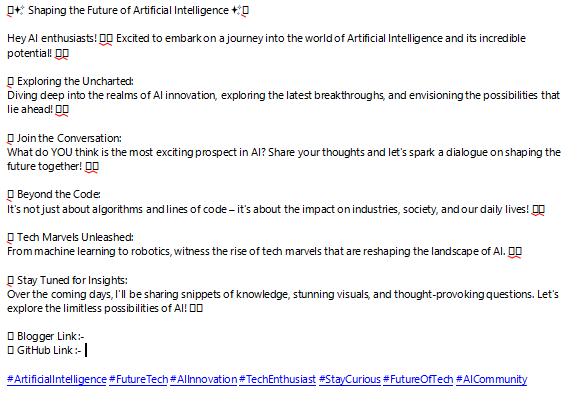 ▯✨ Shaping the Future of Artificial Intelligence ✨▯
Hey AI enthusiasts! ▯▯ Excited to embark on a journey into the world of Artificial Intelligence and its incredible
potential! ▯▯
▯ Exploring the Uncharted:
Diving deep into the realms of AI innovation, exploring the latest breakthroughs, and envisioning the possibilities that
lie ahead! ▯▯
▯ Join the Conversation:
What do YOU think is the most exciting prospect in AI? Share your thoughts and let's spark a dialogue on shaping the
future together! ▯▯
▯ Beyond the Code:
It's not just about algorithms and lines of code – it's about the impact on industries, society, and our daily lives! ▯▯
▯ Tech Marvels Unleashed:
From machine learning to robotics, witness the rise of tech marvels that are reshaping the landscape of AI. ▯▯
▯ Stay Tuned for Insights:
Over the coming days, I'll be sharing snippets of knowledge, stunning visuals, and thought-provoking questions. Let's
explore the limitless possibilities of AI! ▯▯
▯ Blogger Link:-
▯ GitHub Link :-
#ArtificialIntelligence #FutureTech #AIInnovation #TechEnthusiast #StayCurious #FutureOfTech #AICommunity